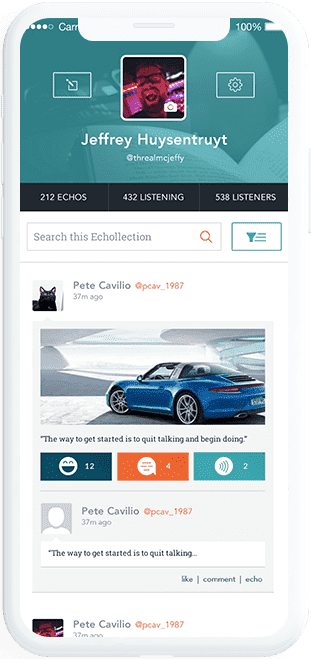 Carr
100%
Jeffrey Huysentruyt
@threalmcjeffy
212 ECHOS
432 LISTENING
538 LISTENERS
Search this Echollection
Pete Cavilio @pcav_1987
37m ago
"The way to get started is to quit talking and begin doing."
12
4
2
Pete Cavilio @pcav_1987
37m ago
"The way to get started is to quit talking...
like | comment | echo
Pete Cavilio @pcav_1987
37m ago